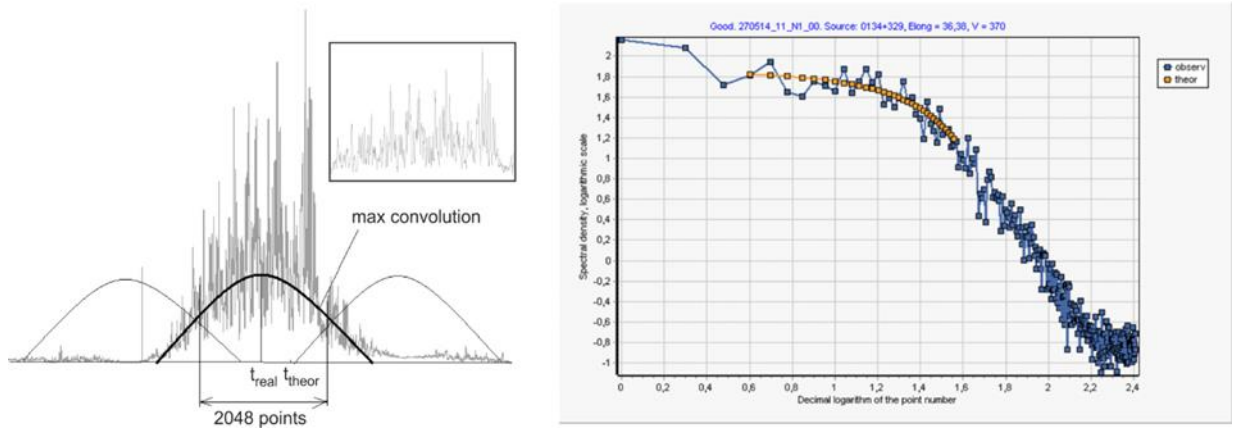 max convolution
t_real t_theor
2048 points
Good. 270514_11_N1_00. Source: 0134+329, Elong = 36,38, V = 370
observ
theor
Spectral density, logarithmic scale
2
1,8
1,6
1,4
1,2
1
0,8
0,6
0,4
0,2
0
-0,2
-0,4
-0,6
-0,8
-1
0 0,2 0,4 0,6 0,8 1 1,2 1,4 1,6 1,8 2 2,2 2,4
Decimal logarithm of the point number